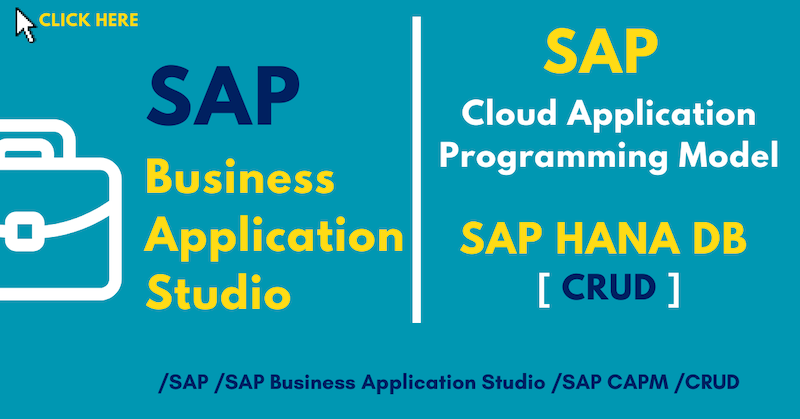 CLICK HERE
SAP
Business
Application
Studio
SAP
Cloud Application
Programming Model
SAP HANA DB
[ CRUD ]
/SAP /SAP Business Application Studio /SAP CAPM /CRUD